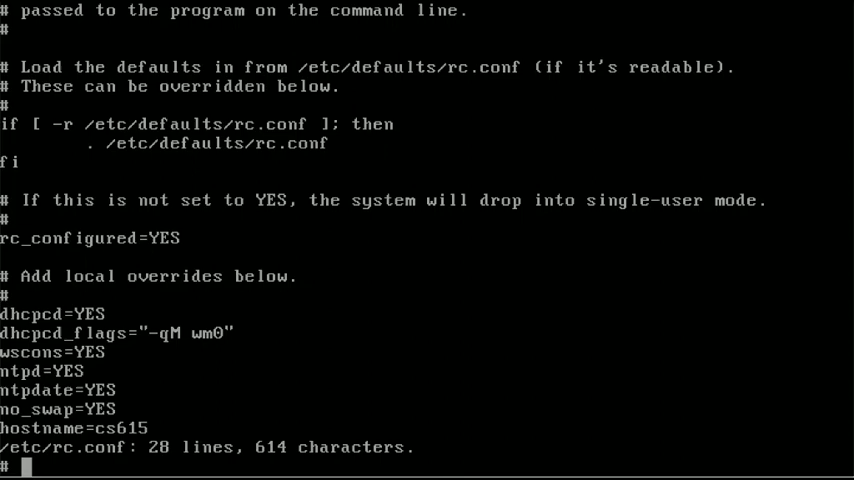 # passed to the program on the command line.
#
# Load the defaults in from /etc/defaults/rc.conf (if it's readable).
# These can be overridden below.
#
if [ -r /etc/defaults/rc.conf ]; then
. /etc/defaults/rc.conf
fi
# If this is not set to YES, the system will drop into single-user mode.
#
rc_configured=YES
# Add local overrides below.
#
dhcpcd=YES
dhcpcd_flags="-qM wm0"
wscons=YES
ntpd=YES
ntpdate=YES
no_swap=YES
hostname=cs615
/etc/rc.conf: 28 lines, 614 characters.
#